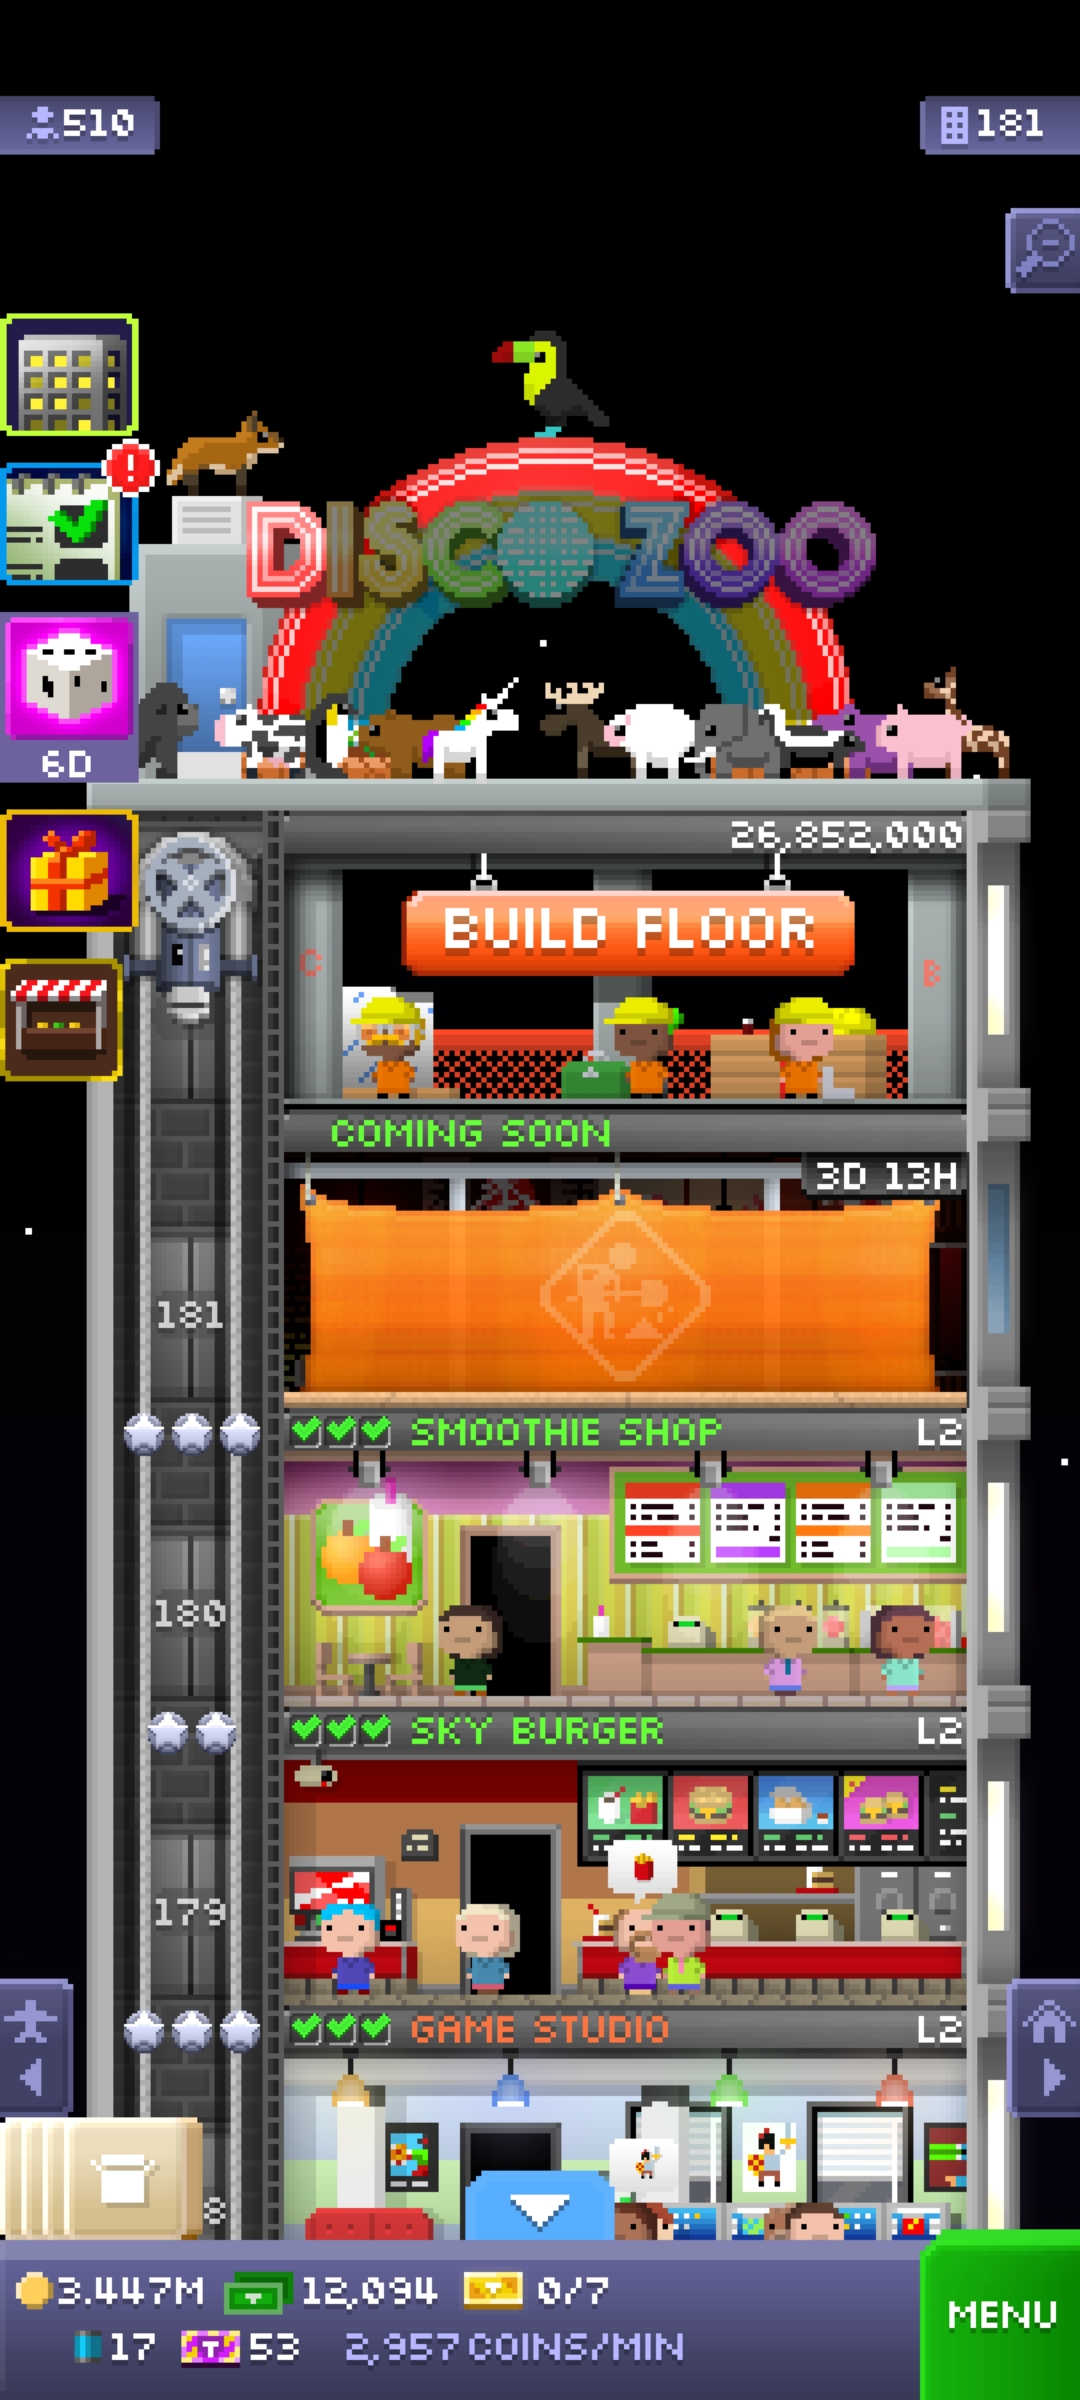 510
181
DISCO ZOO
6D
26,852,000
BUILD FLOOR
C
B
COMING SOON
3D 13H
181
SMOOTHIE SHOP L2
180
SKY BURGER L2
179
GAME STUDIO L2
8
3.447M 12,094 0/7
17 53 2,957 COINS/MIN
MENU